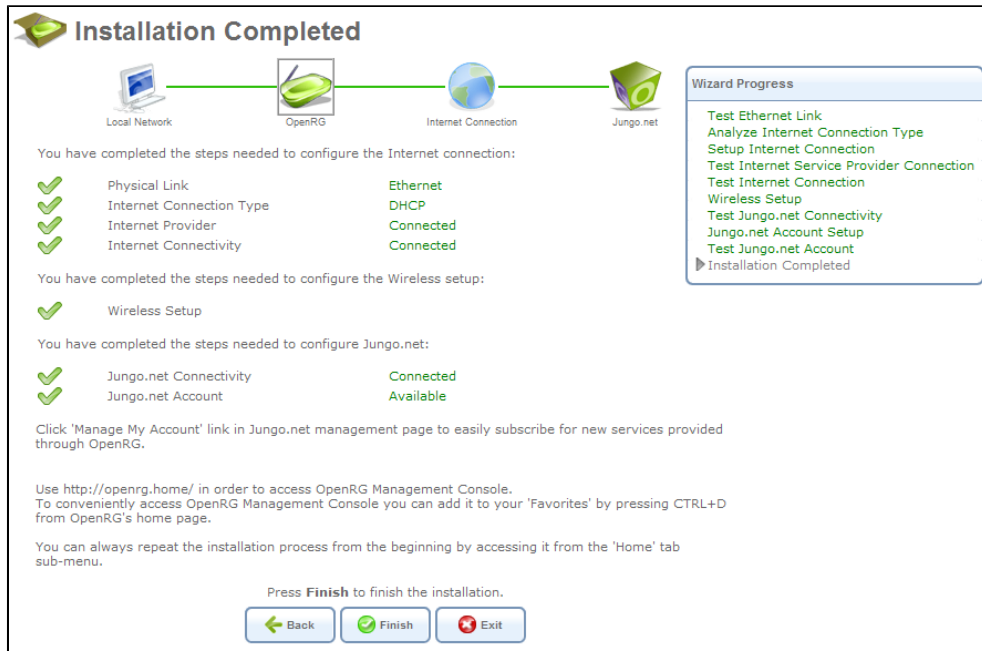 Installation Completed
Local Network
OpenRG
Internet Connection
Jungo.net
You have completed the steps needed to configure the Internet connection:
Physical Link Ethernet
Internet Connection Type DHCP
Internet Provider Connected
Internet Connectivity Connected
You have completed the steps needed to configure the Wireless setup:
Wireless Setup
You have completed the steps needed to configure Jungo.net:
Jungo.net Connectivity Connected
Jungo.net Account Available
Click 'Manage My Account' link in Jungo.net management page to easily subscribe for new services provided
through OpenRG.
Use http://openrg.home/ in order to access OpenRG Management Console.
To conveniently access OpenRG Management Console you can add it to your 'Favorites' by pressing CTRL+D
from OpenRG's home page.
You can always repeat the installation process from the beginning by accessing it from the 'Home' tab
sub-menu.
Press Finish to finish the installation.
Back
Finish
Exit
Wizard Progress
Test Ethernet Link
Analyze Internet Connection Type
Setup Internet Connection
Test Internet Service Provider Connection
Test Internet Connection
Wireless Setup
Test Jungo.net Connectivity
Jungo.net Account Setup
Test Jungo.net Account
Installation Completed